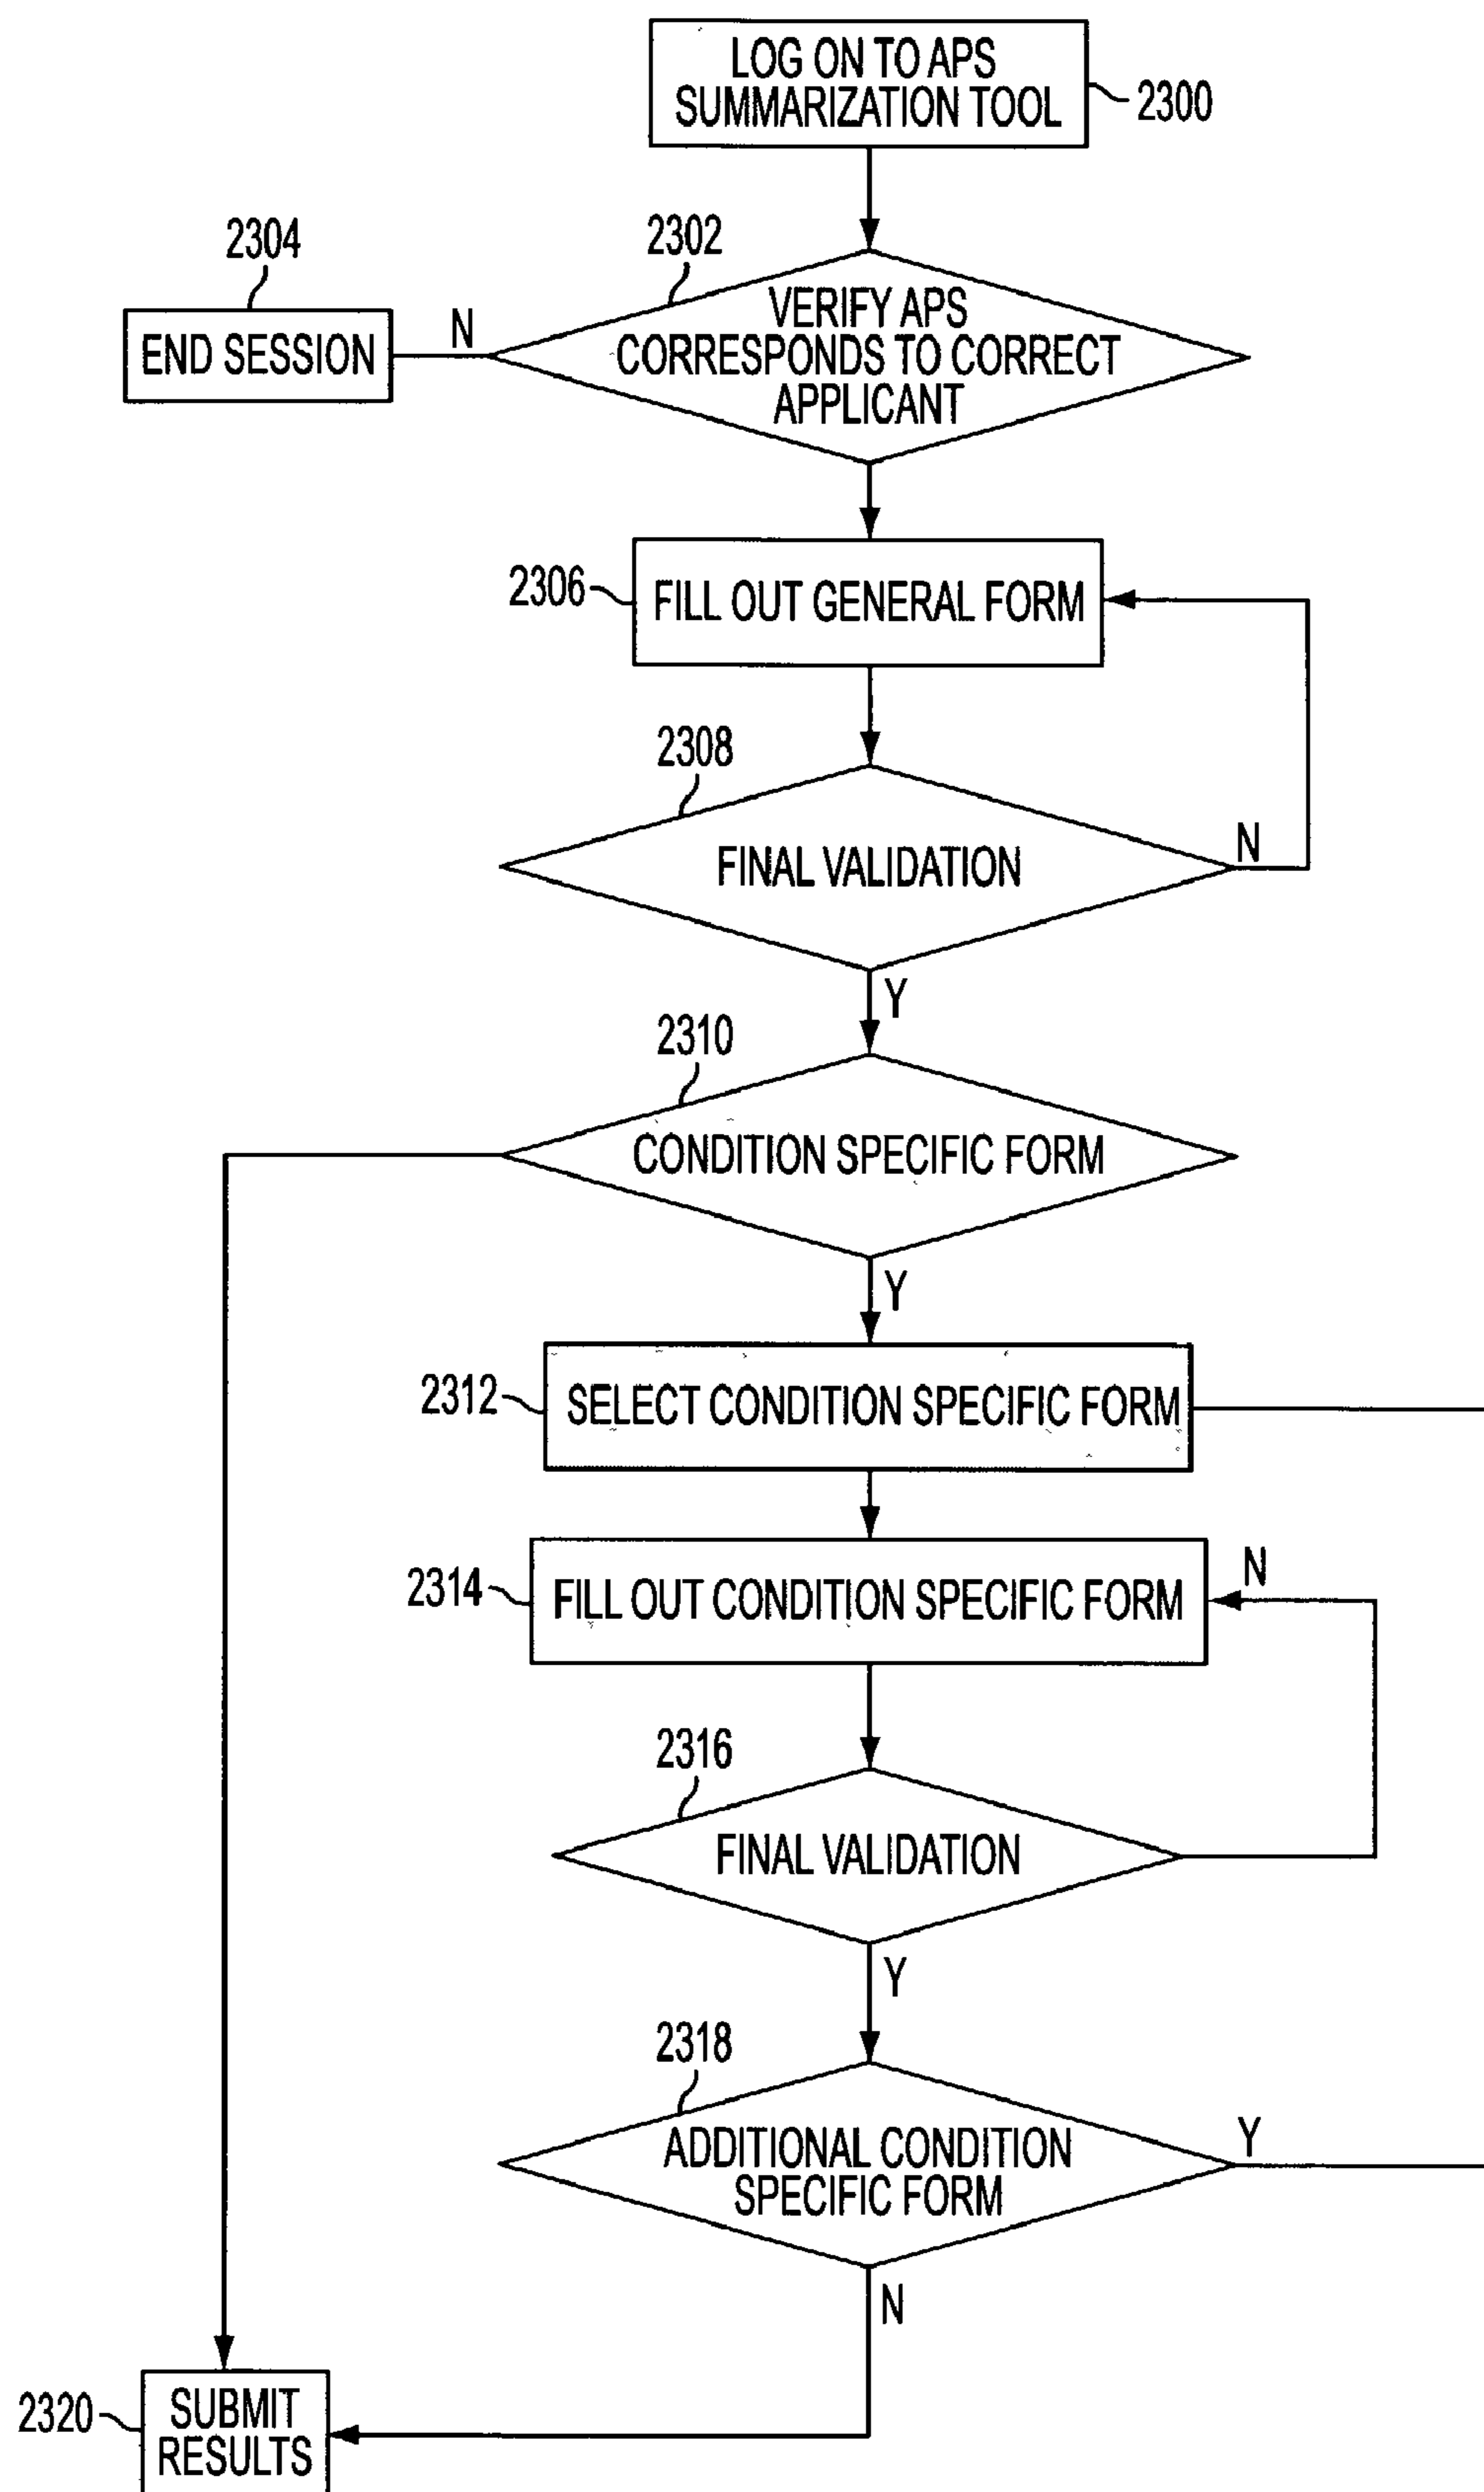 LOG ON TO APS
SUMMARIZATION TOOL
2300
2304
2302
END SESSION
N
VERIFY APS
CORRESPONDS TO CORRECT
APPLICANT
2306
FILL OUT GENERAL FORM
2308
FINAL VALIDATION
N
Y
2310
CONDITION SPECIFIC FORM
Y
2312
SELECT CONDITION SPECIFIC FORM
2314
FILL OUT CONDITION SPECIFIC FORM
N
2316
FINAL VALIDATION
Y
2318
ADDITIONAL CONDITION
SPECIFIC FORM
Y
N
2320
SUBMIT
RESULTS